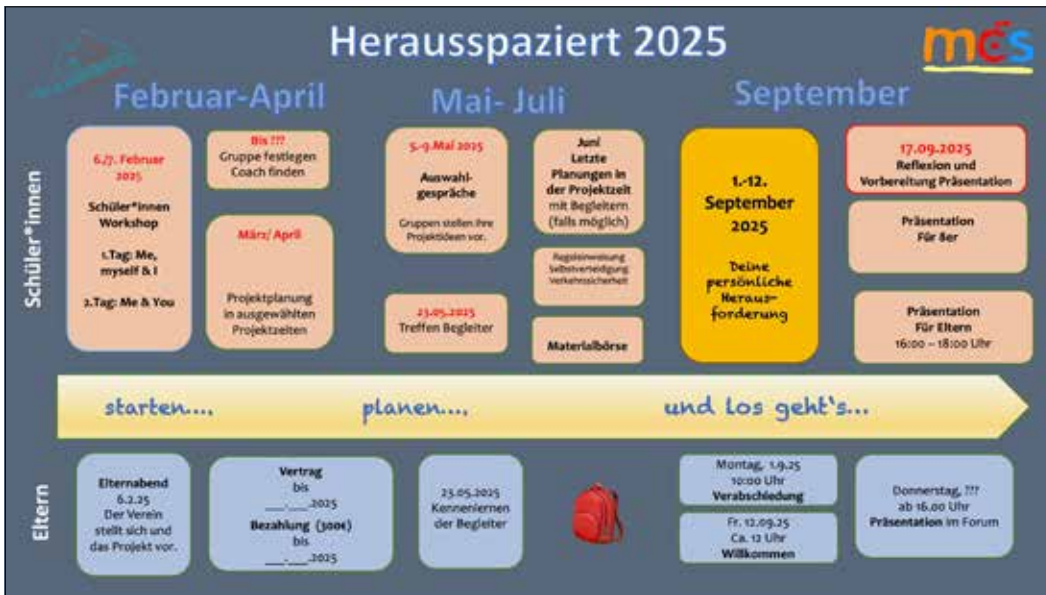 Herausspaziert 2025
mcs
Februar-April
Mai- Juli
September
Schüler*innen
6./7. Februar
2025
Schüler*innen
Workshop
1.Tag: Me,
myself & I
2.Tag: Me & You
Bis ???
Gruppe festlegen
Coach finden
März/ April
Projektplanung
in ausgewählten
Projektzeiten
5.-9.Mai 2025
Auswahl-
gespräche
Gruppen stellen ihre
Projektideen vor.
23.05.2025
Treffen Begleiter
Juni
Letzte
Planungen in
der Projektzeit
mit Begleitern
(falls möglich)
Regeleinweisung
Selbstverteidigung
Verkehrssicherheit
Materialbörse
1.-12.
September
2025
Deine
persönliche
Heraus-
forderung
17.09.2025
Reflexion und
Vorbereitung Präsentation
Präsentation
Für 8er
Präsentation
Für Eltern
16:00 – 18:00 Uhr
starten...,
planen...,
und los geht's...
Eltern
Elternabend
6.2.25
Der Verein
stellt sich und
das Projekt vor.
Vertrag
bis
___.___.2025
Bezahlung (300€)
bis
___.___.2025
23.05.2025
Kennenlernen
der Begleiter
Montag, 1.9.25
10:00 Uhr
Verabschiedung
Fr. 12.09.25
Ca. 12 Uhr
Willkommen
Donnerstag, ???
ab 16.00 Uhr
Präsentation im Forum